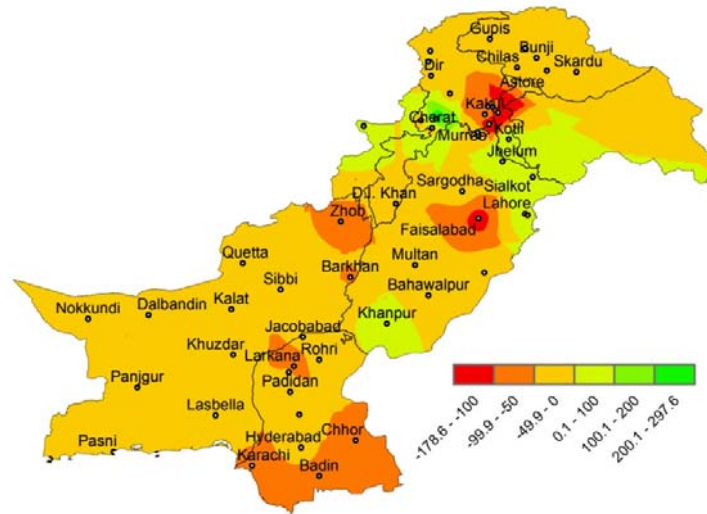 Gupis
Bunji
Chilas
Skardu
Dir
Astore
Kakul
Cherat
Murree
Kotli
Jhelum
Sargodha
Sialkot
D.I. Khan
Lahore
Zhob
Faisalabad
Quetta
Multan
Barkhan
Sibbi
Bahawalpur
Kalat
Nokkundi
Dalbandin
Khanpur
Jacobabad
Khuzdar
Rohri
Larkana
Panjgur
Padidan
Lasbella
Chhor
Hyderabad
Pasni
Karachi
Badin
-178.6 - -100
-99.9 - -50
-49.9 - 0
0.1 - 100
100.1 - 200
200.1 - 297.6